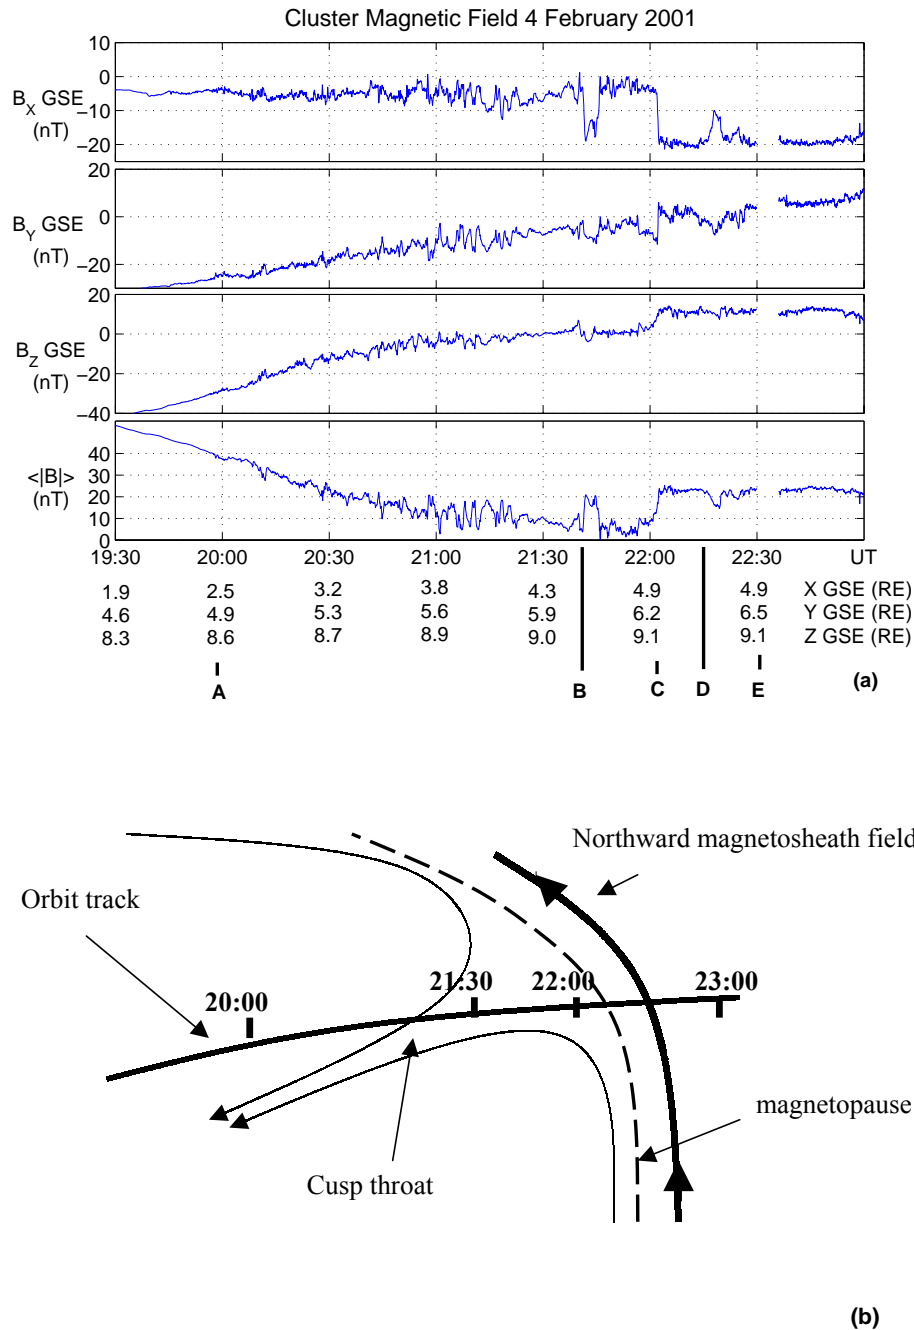 Cluster Magnetic Field 4 February 2001
10
0
−10
−20
BX GSE
(nT)
20
0
−20
BY GSE
(nT)
20
0
−20
−40
BZ GSE
(nT)
40
30
20
10
0
<|B|>
(nT)
19:30 20:00 20:30 21:00 21:30 22:00 22:30 UT
1.9 2.5 3.2 3.8 4.3 4.9 4.9 X GSE (RE)
4.6 4.9 5.3 5.6 5.9 6.2 6.5 Y GSE (RE)
8.3 8.6 8.7 8.9 9.0 9.1 9.1 Z GSE (RE)
A B C D E (a)
Northward magnetosheath field
Orbit track
20:00 21:30 22:00 23:00
magnetopause
Cusp throat
(b)